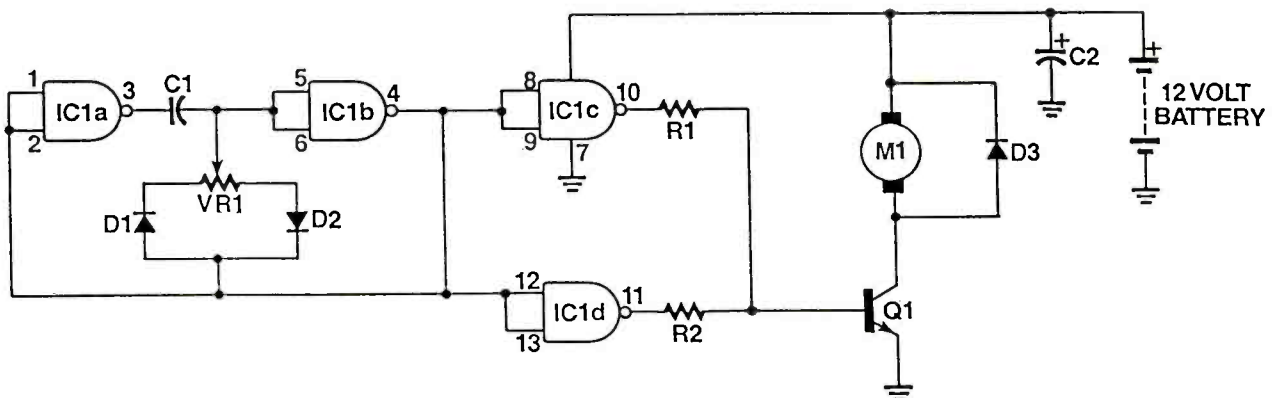 1
2
IC1a
3
C1
5
6
IC1b
4
8
9
IC1c
10
7
R1
VR1
D1
D2
12
13
IC1d
11
R2
M1
D3
Q1
+
C2
+
12 VOLT
BATTERY